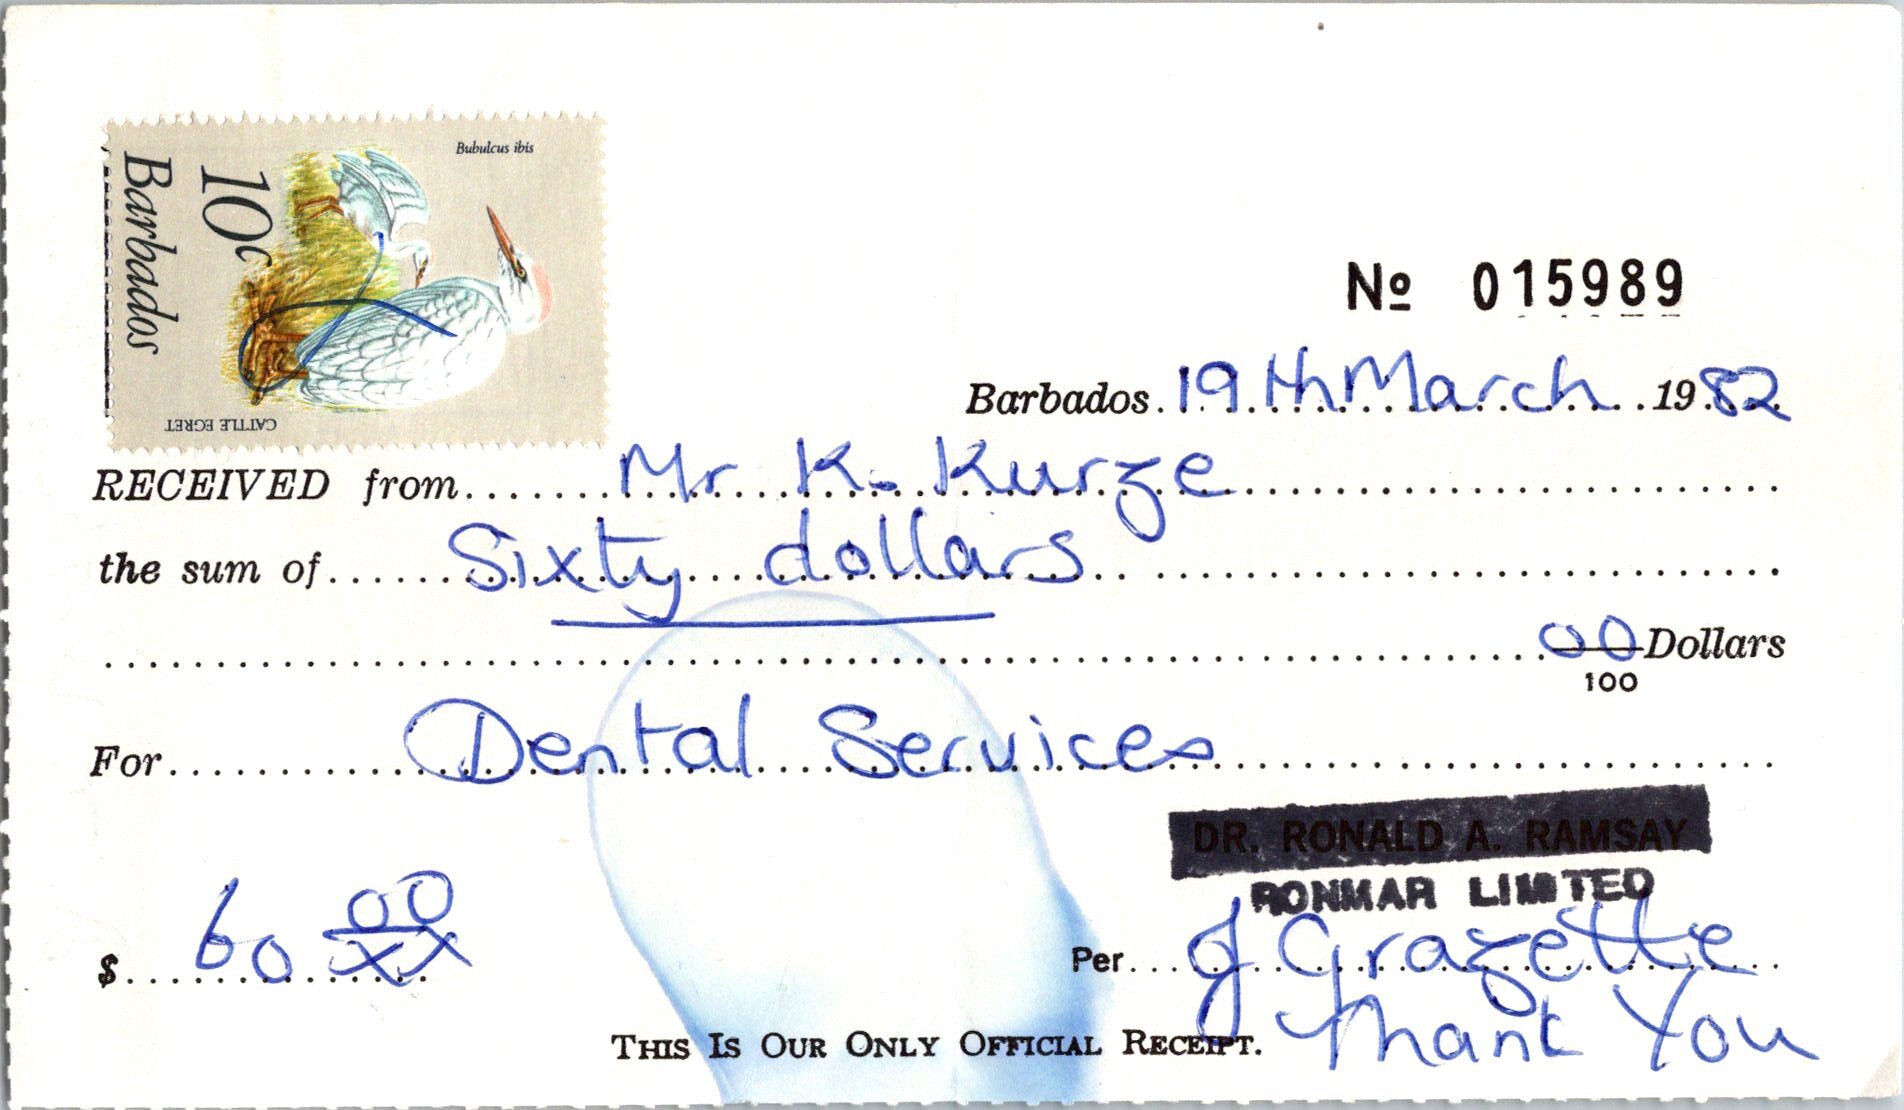 Bubulcus ibis
10c
Barbados
CATTLE EGRET
Nº 015989
Barbados 19th March 1982
RECEIVED from Mr K. Kurze
the sum of Sixty dollars
00/100 Dollars
For Dental Services
DR. RONALD A. RAMSAY
RONMAR LIMITED
$ 60 00/xx
Per J Grazette
THIS IS OUR ONLY OFFICIAL RECEIPT.
Thank You